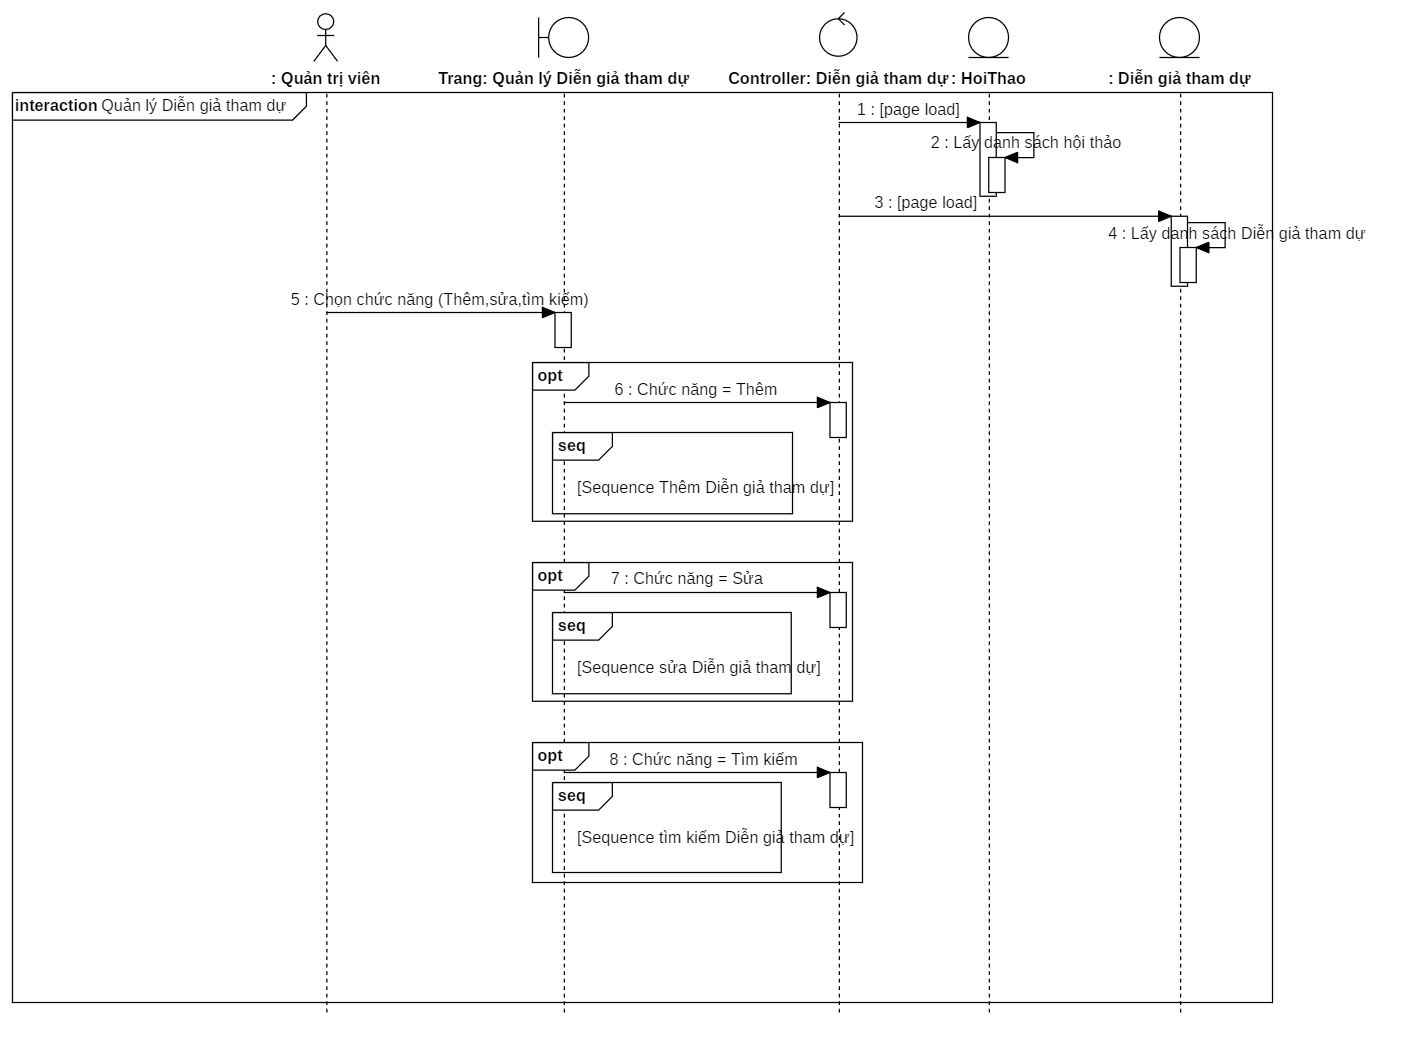 : Quản trị viên
Trang: Quản lý Diễn giả tham dự
Controller: Diễn giả tham dự
: HoiThao
: Diễn giả tham dự
interaction Quản lý Diễn giả tham dự
1 : [page load]
2 : Lấy danh sách hội thảo
3 : [page load]
4 : Lấy danh sách Diễn giả tham dự
5 : Chọn chức năng (Thêm,sửa,tìm kiếm)
opt
6 : Chức năng = Thêm
seq
[Sequence Thêm Diễn giả tham dự]
opt
7 : Chức năng = Sửa
seq
[Sequence sửa Diễn giả tham dự]
opt
8 : Chức năng = Tìm kiếm
seq
[Sequence tìm kiếm Diễn giả tham dự]